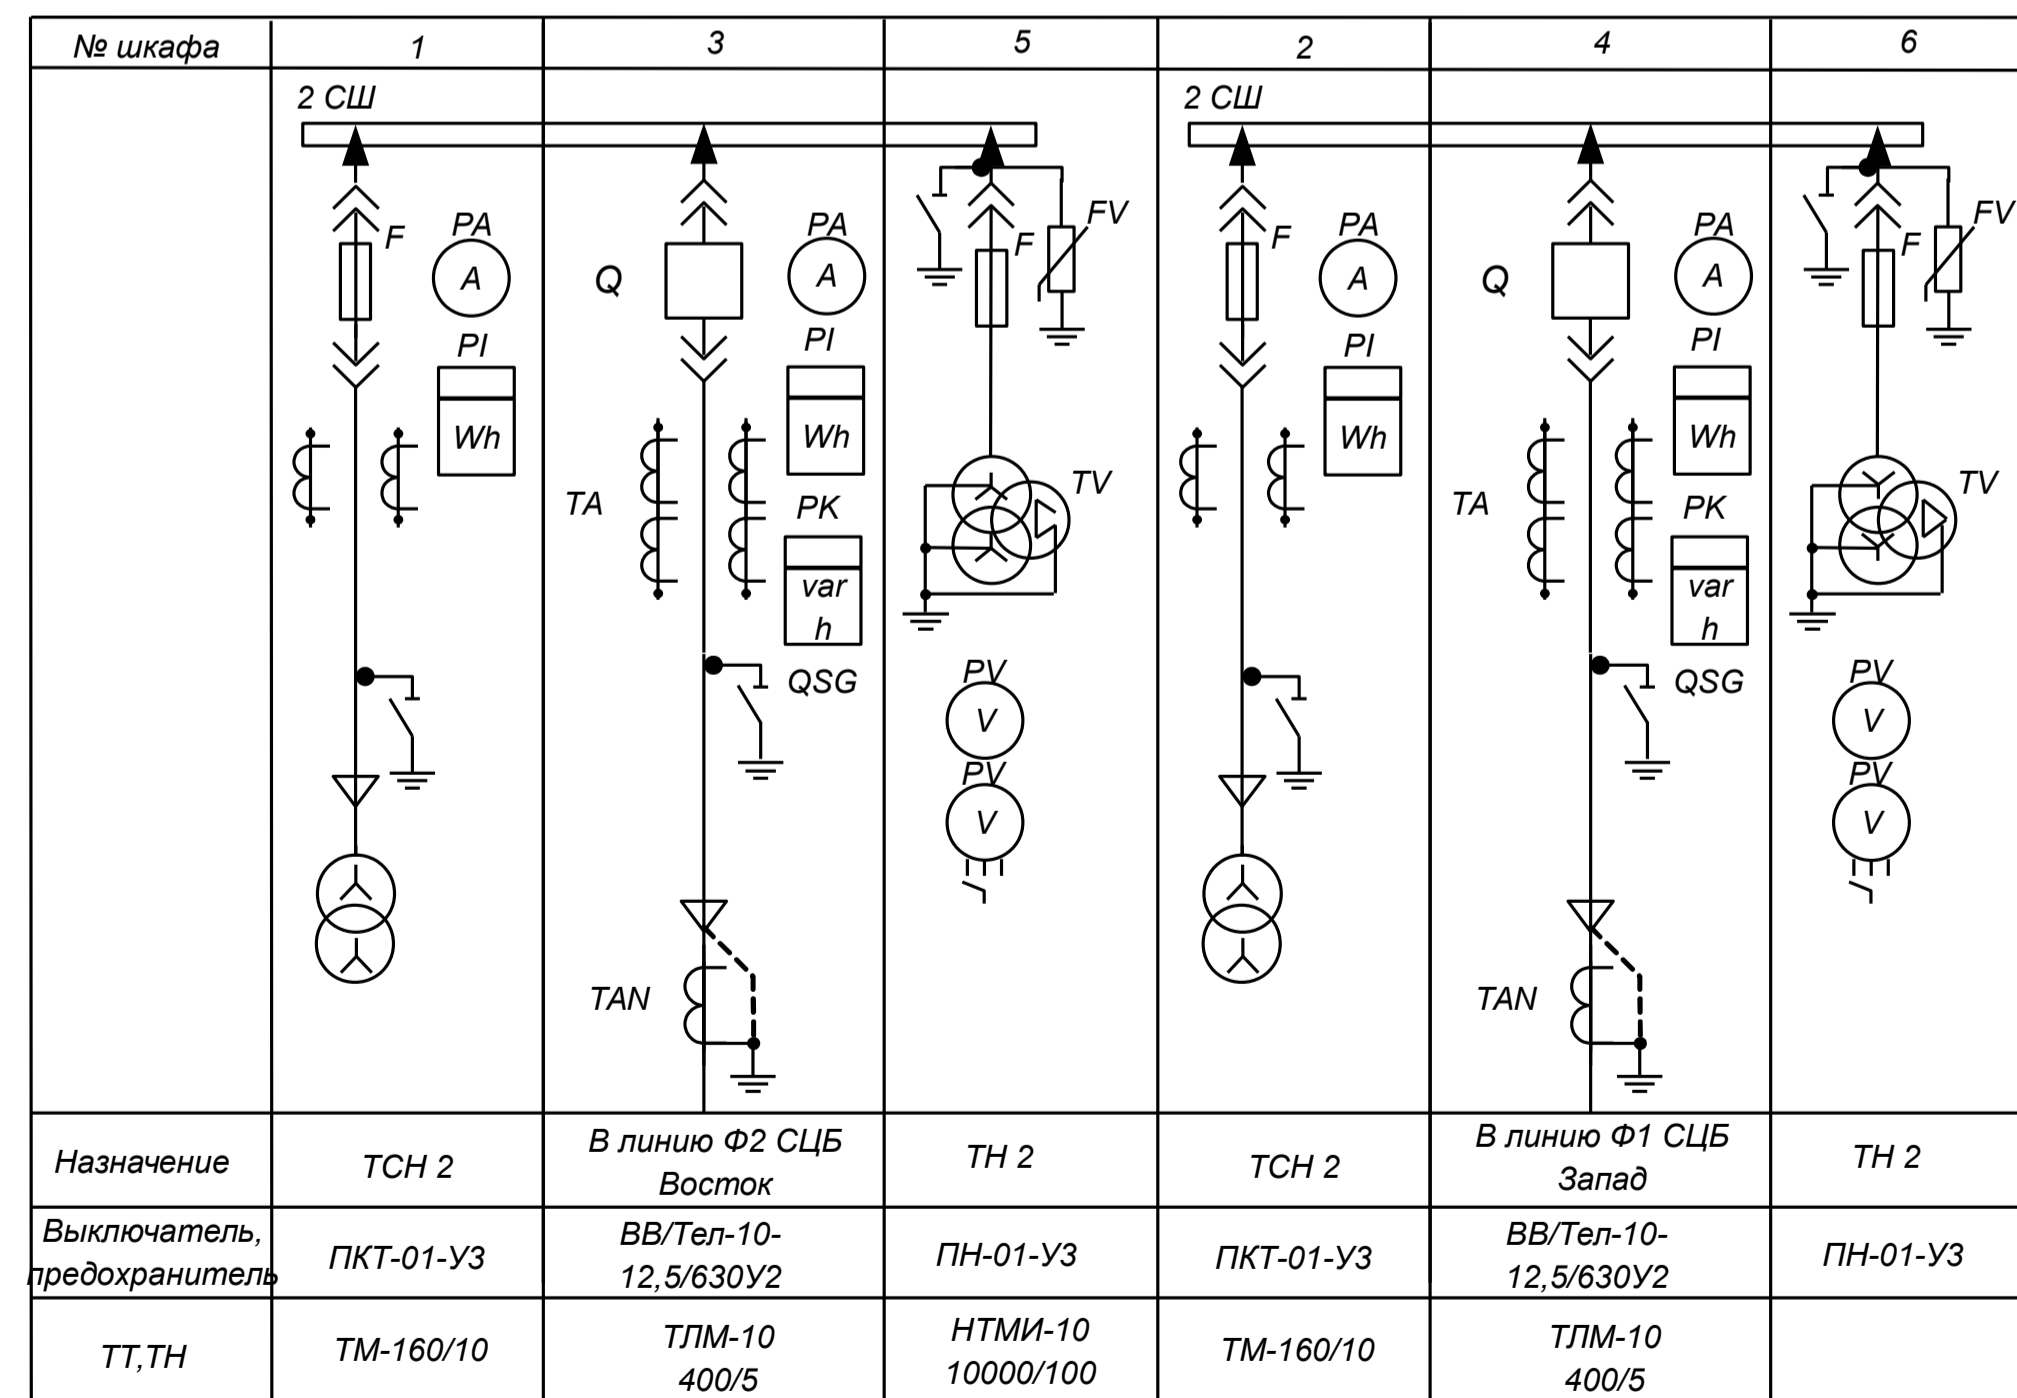 № шкафа 1 3 5 2 4 6
2 СШ 2 СШ
F PA A PI Wh
Q PA A PI Wh
TA PK var h
QSG
TAN
F FV
TV
PV V
PV V
F PA A PI Wh
Q PA A PI Wh
TA PK var h
QSG
TAN
F FV
TV
PV V
PV V
Назначение
ТСН 2
В линию Ф2 СЦБ
Восток
ТН 2
ТСН 2
В линию Ф1 СЦБ
Запад
ТН 2
Выключатель,
предохранитель
ПКТ-01-У3
ВВ/Тел-10-
12,5/630У2
ПН-01-У3
ПКТ-01-У3
ВВ/Тел-10-
12,5/630У2
ПН-01-У3
ТТ,ТН
ТМ-160/10
ТЛМ-10
400/5
НТМИ-10
10000/100
ТМ-160/10
ТЛМ-10
400/5